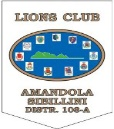 LIONS CLUB
AMANDOLA
SIBILLINI
DISTR. 108-A